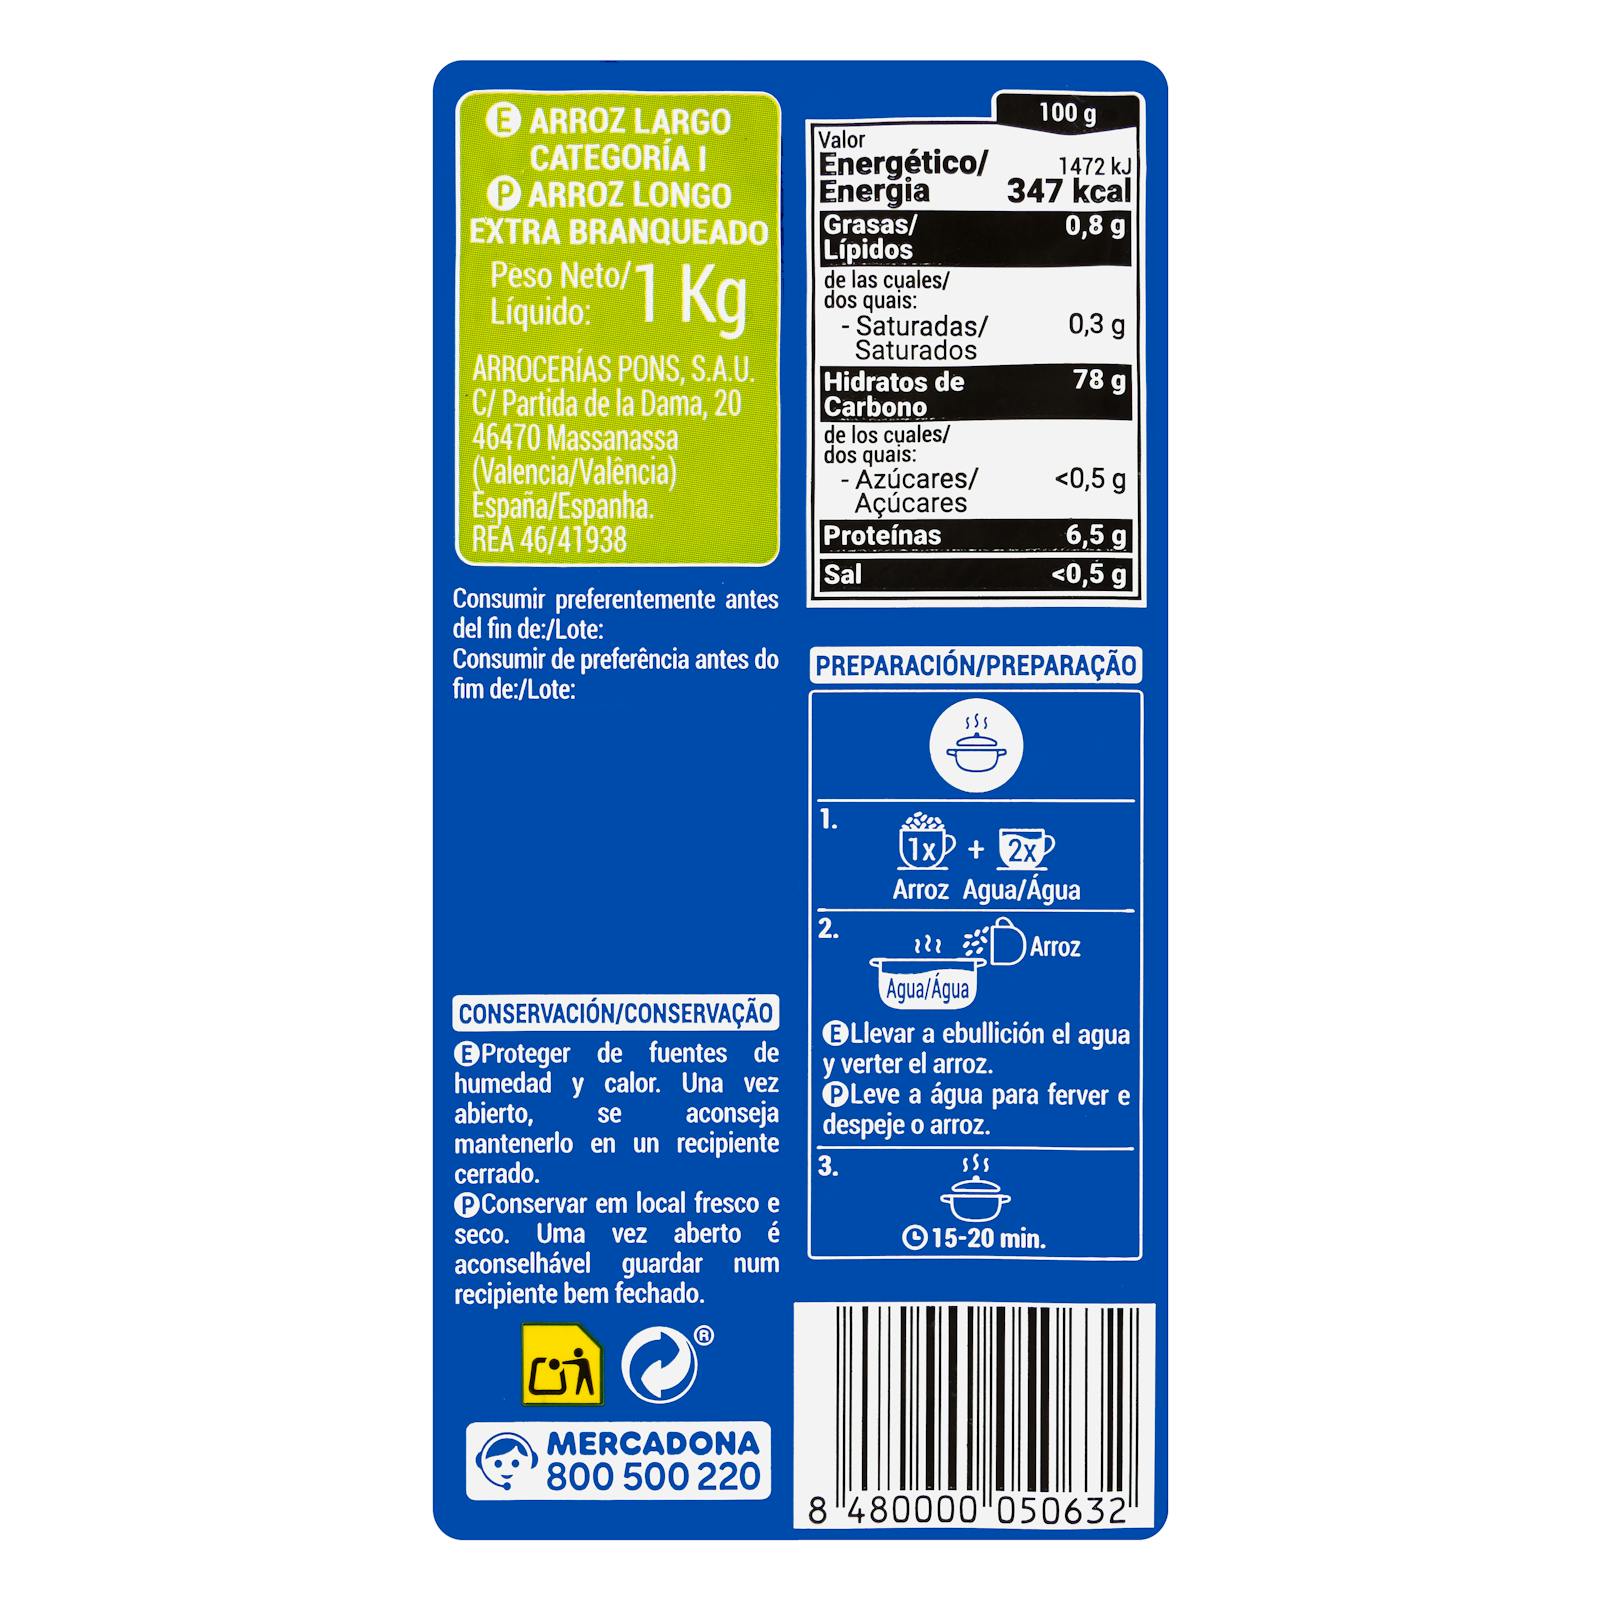 E ARROZ LARGO
CATEGORÍA I
P ARROZ LONGO
EXTRA BRANQUEADO
Peso Neto/
Líquido: 1 Kg
ARROCERÍAS PONS, S.A.U.
C/ Partida de la Dama, 20
46470 Massanassa
(Valencia/Valência)
España/Espanha.
REA 46/41938
Consumir preferentemente antes
del fin de:/Lote:
Consumir de preferência antes do
fim de:/Lote:
CONSERVACIÓN/CONSERVAÇÃO
E Proteger de fuentes de
humedad y calor. Una vez
abierto, se aconseja
mantenerlo en un recipiente
cerrado.
P Conservar em local fresco e
seco. Uma vez aberto é
aconselhável guardar num
recipiente bem fechado.
®
MERCADONA
800 500 220
100 g
Valor
Energético/ 1472 kJ
Energia 347 kcal
Grasas/ 0,8 g
Lípidos
de las cuales/
dos quais:
- Saturadas/ 0,3 g
Saturados
Hidratos de 78 g
Carbono
de los cuales/
dos quais:
- Azúcares/ <0,5 g
Açúcares
Proteínas 6,5 g
Sal <0,5 g
PREPARACIÓN/PREPARAÇÃO
1.
1x + 2x
Arroz Agua/Água
2.
Arroz
Agua/Água
E Llevar a ebullición el agua
y verter el arroz.
P Leve a água para ferver e
despeje o arroz.
3.
15-20 min.
8 480000 050632